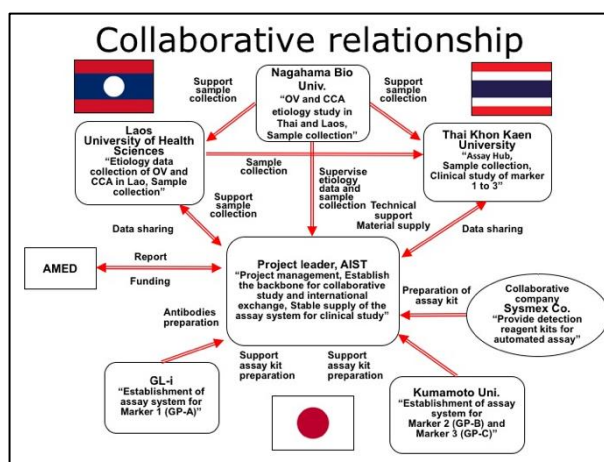 Collaborative relationship
Nagahama Bio
Univ.
“OV and CCA
etiology study in
Thai and Laos,
Sample collection”
Support
sample
collection
Support
sample
collection
Laos
University of Health
Sciences
“Etiology data
collection of OV and
CCA in Lao, Sample
collection”
Sample
collection
Thai Khon Kaen
University
“Assay Hub,
Sample collection,
Clinical study of marker
1 to 3”
Supervise
etiology
data and
sample
collection
Support
sample
collection
Technical
support
Material supply
Data sharing
Data sharing
AMED
Report
Funding
Project leader, AIST
“Project management, Establish
the backbone for collaborative
study and international
exchange, Stable supply of the
assay system for clinical study”
Preparation of
assay kit
Collaborative
company
Sysmex Co.
“Provide detection
reagent kits for
automated assay”
Antibodies
preparation
Support
assay kit
preparation
Support
assay kit
preparation
GL-i
“Establishment of
assay system for
Marker 1 (GP-A)”
Kumamoto Uni.
“Establishment of assay
system for
Marker 2 (GP-B) and
Marker 3 (GP-C)”